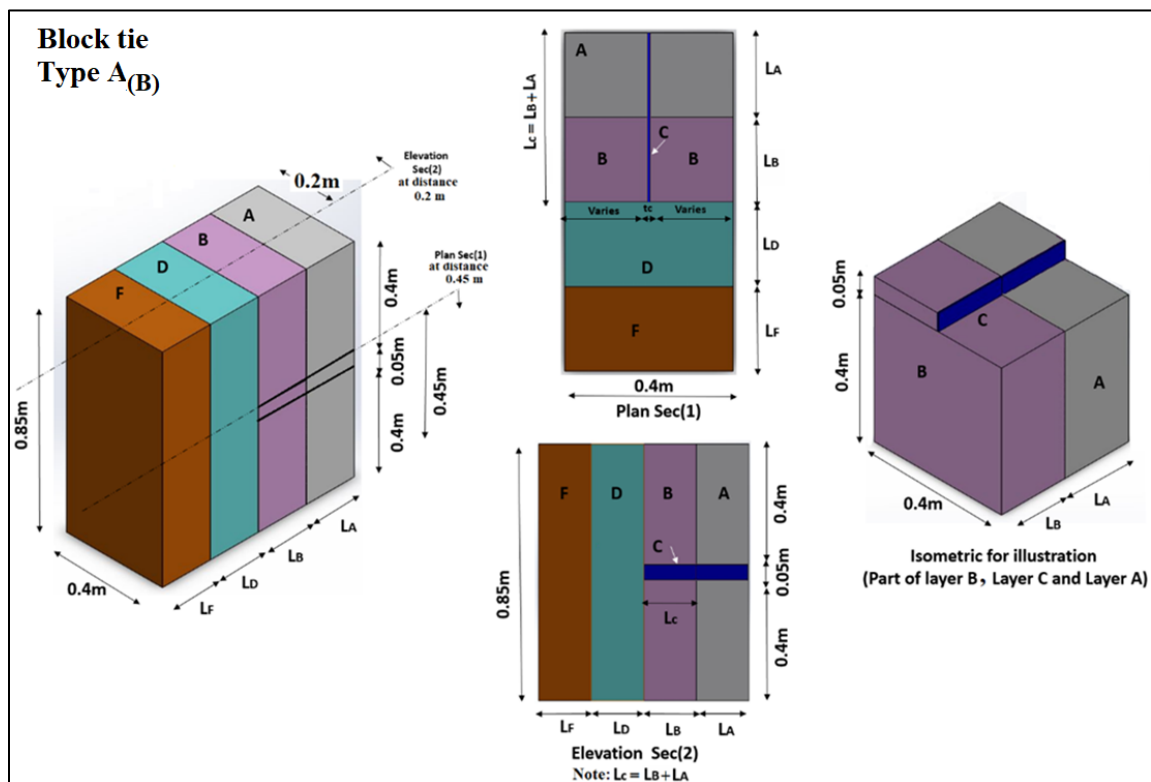 Block tie
Type A(B)
Elevation
Sec(2)
at distance
0.2 m
0.2m
A
B
D
F
Plan Sec(1)
at distance
0.45 m
0.4m
0.05m
0.4m
0.45m
0.85m
0.4m
LF
LD
LB
LA
A
B
C
B
Lc = LB+ LA
LA
LB
Varies
tc
Varies
D
LD
F
LF
0.4m
Plan Sec(1)
F
D
B
A
C
Lc
0.85m
0.4m
0.05m
0.4m
LF
LD
LB
LA
Elevation Sec(2)
Note: Lc = LB+LA
0.05m
0.4m
C
B
A
0.4m
LB
LA
Isometric for illustration
(Part of layer B, Layer C and Layer A)